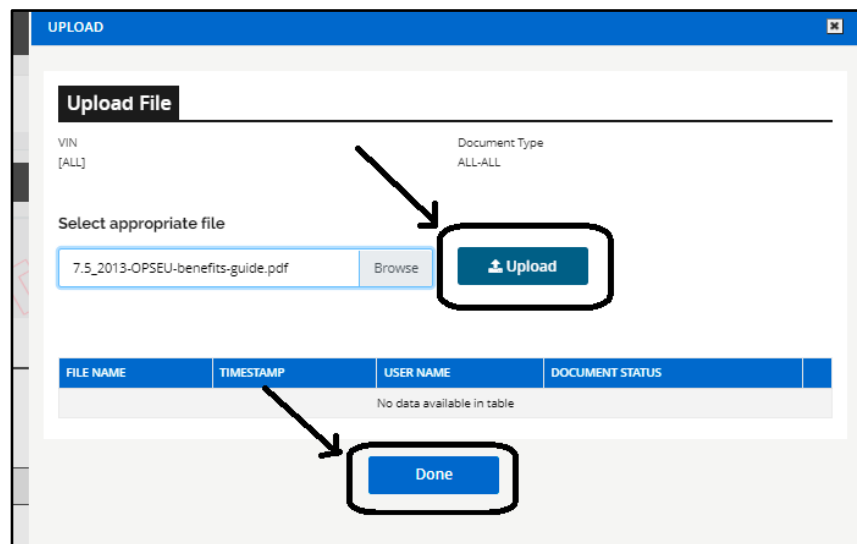 UPLOAD
Upload File
VIN Document Type
[ALL] ALL-ALL
Select appropriate file
7.5_2013-OPSEU-benefits-guide.pdf Browse Upload
FILE NAME TIMESTAMP USER NAME DOCUMENT STATUS
No data available in table
Done